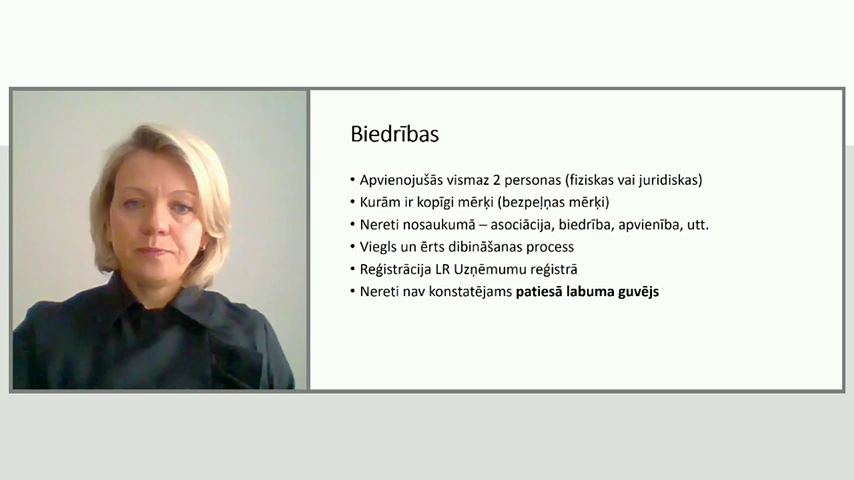 Biedrības
• Apvienojušās vismaz 2 personas (fiziskas vai juridiskas)
• Kurām ir kopīgi mērķi (bezpeļņas mērķi)
• Nereti nosaukumā – asociācija, biedrība, apvienība, utt.
• Viegls un ērts dibināšanas process
• Reģistrācija LR Uzņēmumu reģistrā
• Nereti nav konstatējams patiesā labuma guvējs